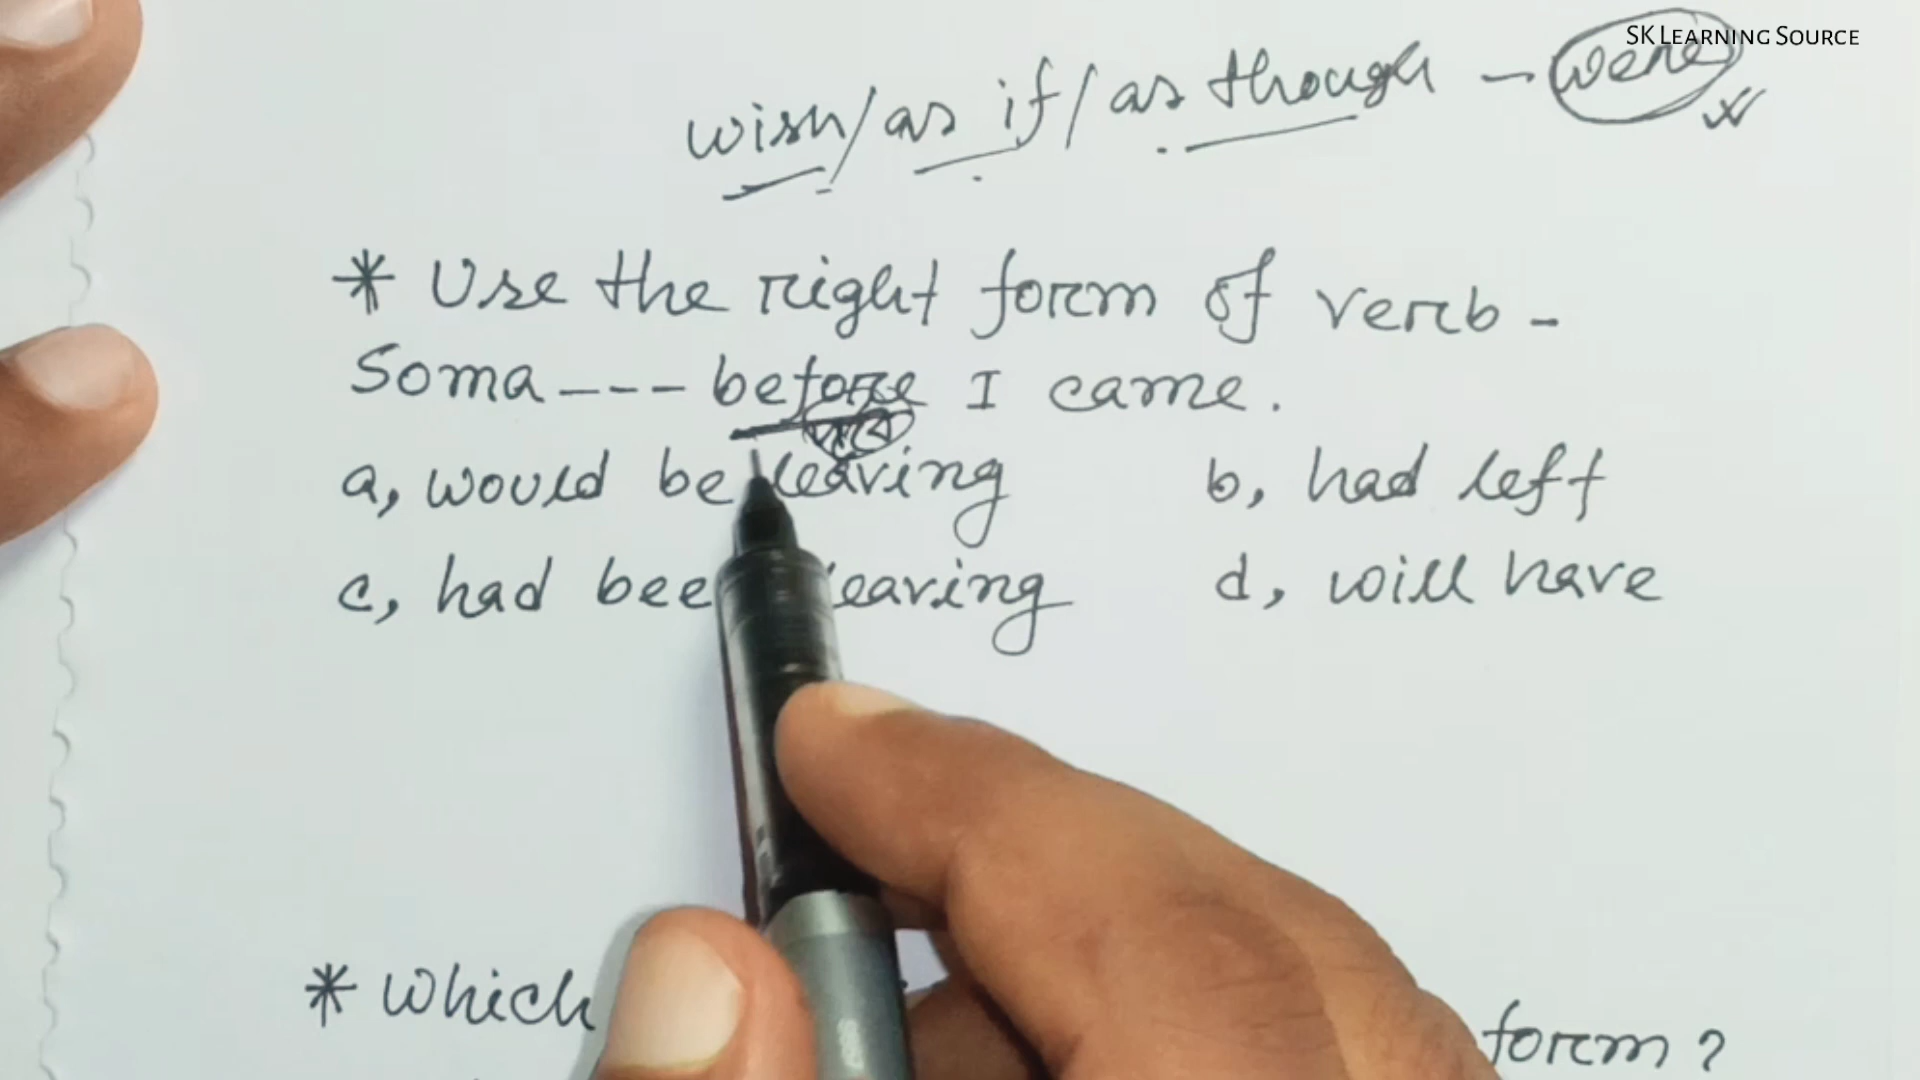 SK LEARNING SOURCE
wish/as if/as though - were
* Use the right form of verb -
Soma ---- before I came.
a, would be leaving b, had left
c, had been leaving d, will have
* Which form?